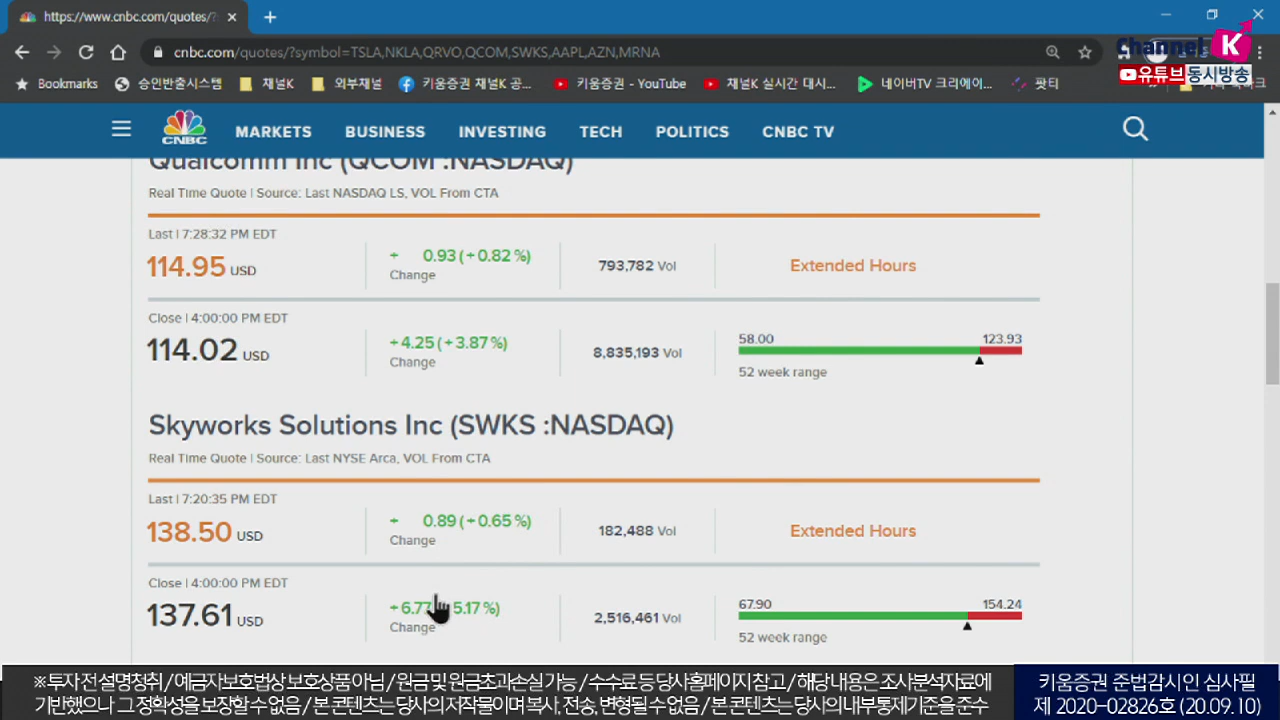 https://www.cnbc.com/quotes/?
cnbc.com/quotes/?symbol=TSLA,NKLA,QRVO,QCOM,SWKS,AAPL,AZN,MRNA
Channel K
유튜브동시방송
Bookmarks 승인반출시스템 채널K 외부채널 키움증권-채널K 공... 키움증권 - YouTube 채널K 실시간 대시... 네이버TV 크리에이... 팟티
CNBC MARKETS BUSINESS INVESTING TECH POLITICS CNBC TV
Qualcomm Inc (QCOM :NASDAQ)
Real Time Quote | Source: Last NASDAQ LS, VOL From CTA
Last | 7:28:32 PM EDT
114.95 USD
+ 0.93 (+0.82 %)
Change
793,782 Vol
Extended Hours
Close | 4:00:00 PM EDT
114.02 USD
+4.25 (+3.87 %)
Change
8,835,193 Vol
58.00 123.93
52 week range
Skyworks Solutions Inc (SWKS :NASDAQ)
Real Time Quote | Source: Last NYSE Arca, VOL From CTA
Last | 7:20:35 PM EDT
138.50 USD
+ 0.89 (+0.65 %)
Change
182,488 Vol
Extended Hours
Close | 4:00:00 PM EDT
137.61 USD
+6.77 5.17 %)
Change
2,516,461 Vol
67.90 154.24
52 week range
※투자 전 설명청취 / 예금자보호법상 보호상품 아님 / 원금 및 원금초과손실 가능 / 수수료 등 당사홈페이지 참고 / 해당 내용은 조사분석자료에
기반했으나 그 정확성을 보장할 수 없음 / 본 콘텐츠는 당사의 저작물이며 복사, 전송, 변형될 수 없음 / 본 콘텐츠는 당사의 내부통제기준을 준수
키움증권 준법감시인 심사필
제 2020-02826호 (20.09.10)